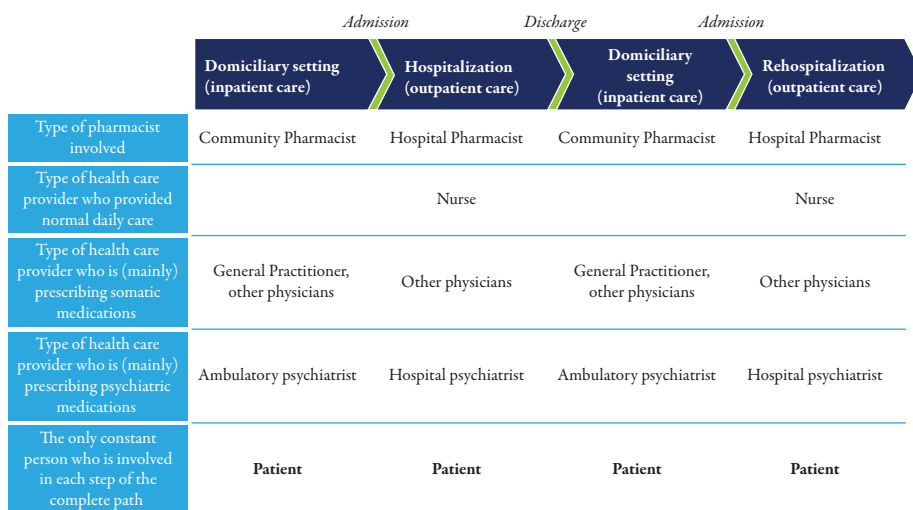 Admission
Discharge
Admission
Domiciliary setting
(inpatient care)
Hospitalization
(outpatient care)
Domiciliary
setting
(inpatient care)
Rehospitalization
(outpatient care)
Type of pharmacist
involved
Community Pharmacist
Hospital Pharmacist
Community Pharmacist
Hospital Pharmacist
Type of health care
provider who provided
normal daily care
Nurse
Nurse
Type of health care
provider who is (mainly)
prescribing somatic
medications
General Practitioner,
other physicians
Other physicians
General Practitioner,
other physicians
Other physicians
Type of health care
provider who is (mainly)
prescribing psychiatric
medications
Ambulatory psychiatrist
Hospital psychiatrist
Ambulatory psychiatrist
Hospital psychiatrist
The only constant
person who is involved
in each step of the
complete path
Patient
Patient
Patient
Patient